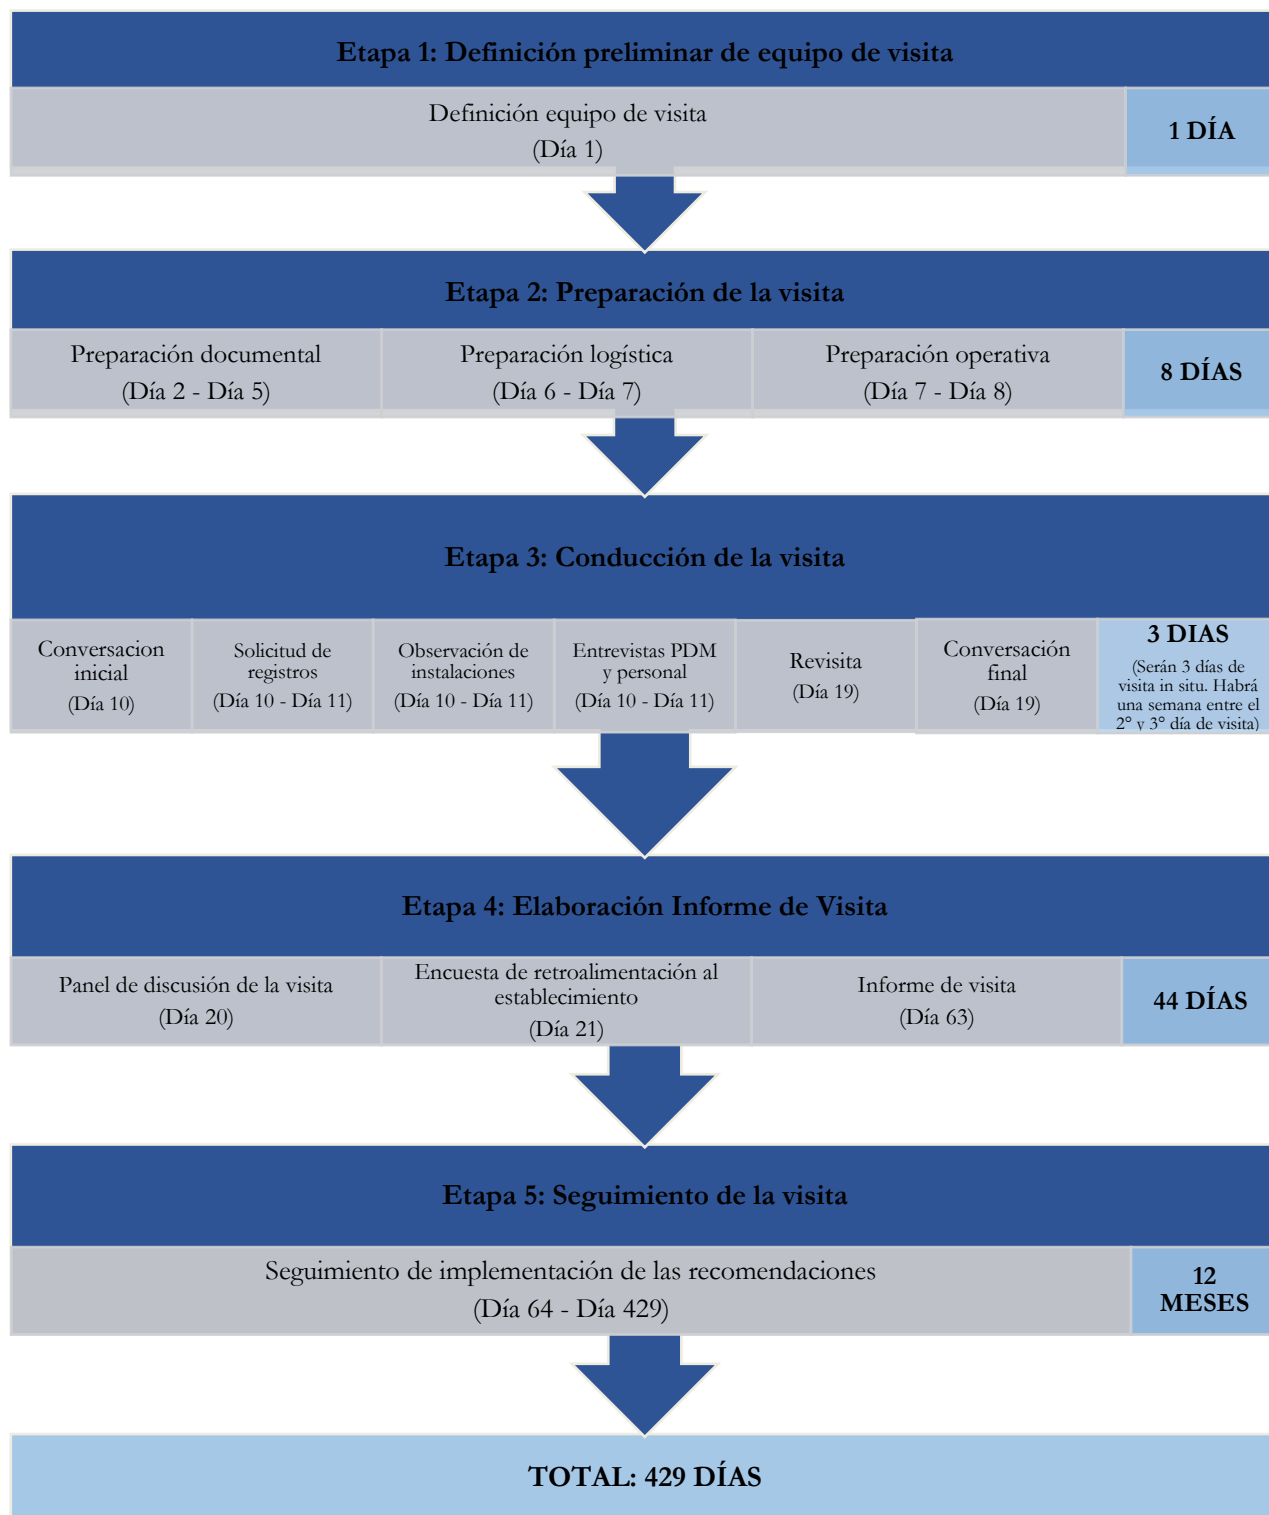 Etapa 1: Definición preliminar de equipo de visita
Definición equipo de visita
(Día 1)
1 DÍA
Etapa 2: Preparación de la visita
Preparación documental
(Día 2 - Día 5)
Preparación logística
(Día 6 - Día 7)
Preparación operativa
(Día 7 - Día 8)
8 DÍAS
Etapa 3: Conducción de la visita
Conversacion
inicial
(Día 10)
Solicitud de
registros
(Día 10 - Día 11)
Observación de
instalaciones
(Día 10 - Día 11)
Entrevistas PDM
y personal
(Día 10 - Día 11)
Revisita
(Día 19)
Conversación
final
(Día 19)
3 DIAS
(Serán 3 días de
visita in situ. Habrá
una semana entre el
2° y 3° día de visita)
Etapa 4: Elaboración Informe de Visita
Panel de discusión de la visita
(Día 20)
Encuesta de retroalimentación al
establecimiento
(Día 21)
Informe de visita
(Día 63)
44 DÍAS
Etapa 5: Seguimiento de la visita
Seguimiento de implementación de las recomendaciones
(Día 64 - Día 429)
12
MESES
TOTAL: 429 DÍAS